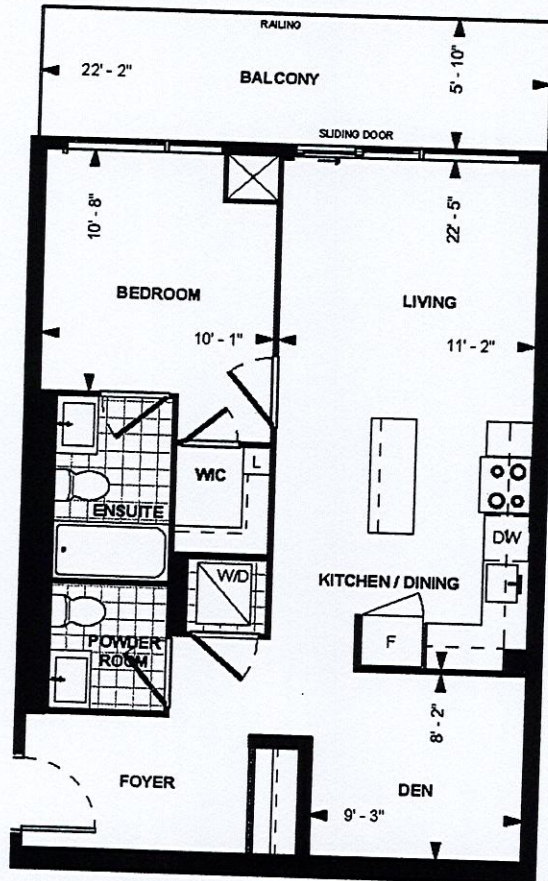 RAILING
22' - 2"
BALCONY
5' - 10"
SLIDING DOOR
10' - 8"
22' - 5"
BEDROOM
LIVING
10' - 1"
11' - 2"
WIC
L
ENSUITE
DW
W/D
KITCHEN / DINING
F
POWDER
ROOM
8' - 2"
FOYER
DEN
9' - 3"